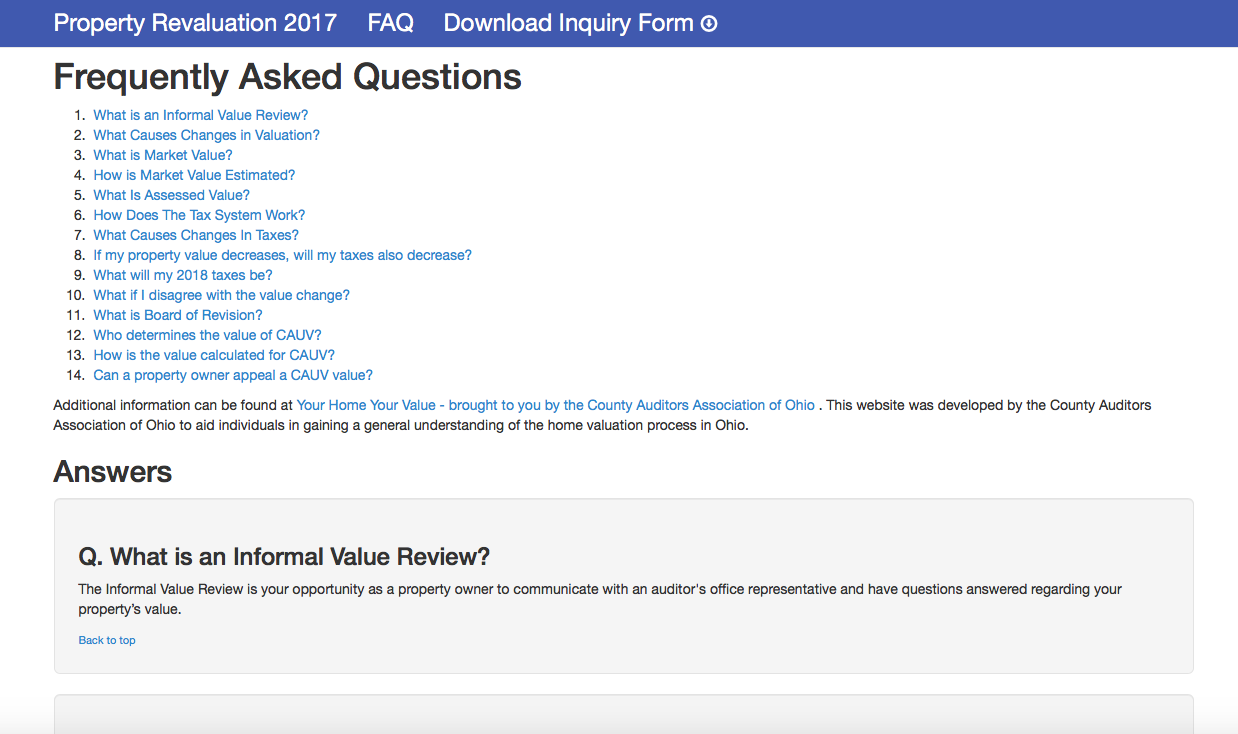 Property Revaluation 2017 FAQ Download Inquiry Form
Frequently Asked Questions
1. What is an Informal Value Review?
2. What Causes Changes in Valuation?
3. What is Market Value?
4. How is Market Value Estimated?
5. What Is Assessed Value?
6. How Does The Tax System Work?
7. What Causes Changes In Taxes?
8. If my property value decreases, will my taxes also decrease?
9. What will my 2018 taxes be?
10. What if I disagree with the value change?
11. What is Board of Revision?
12. Who determines the value of CAUV?
13. How is the value calculated for CAUV?
14. Can a property owner appeal a CAUV value?
Additional information can be found at Your Home Your Value - brought to you by the County Auditors Association of Ohio . This website was developed by the County Auditors
Association of Ohio to aid individuals in gaining a general understanding of the home valuation process in Ohio.
Answers
Q. What is an Informal Value Review?
The Informal Value Review is your opportunity as a property owner to communicate with an auditor's office representative and have questions answered regarding your
property’s value.
Back to top